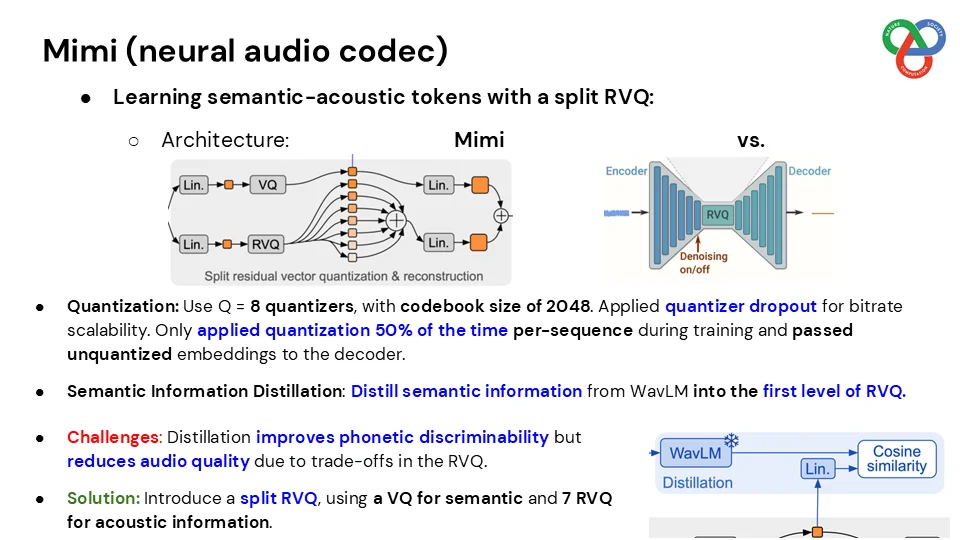 Mimi (neural audio codec)
NATURE SOCIETY COMPUTATION
● Learning semantic-acoustic tokens with a split RVQ:
○ Architecture: Mimi vs.
Lin. VQ Lin.
Lin. RVQ Lin.
Split residual vector quantization & reconstruction
Encoder Decoder
RVQ
Denoising
on/off
● Quantization: Use Q = 8 quantizers, with codebook size of 2048. Applied quantizer dropout for bitrate
scalability. Only applied quantization 50% of the time per-sequence during training and passed
unquantized embeddings to the decoder.
● Semantic Information Distillation: Distill semantic information from WavLM into the first level of RVQ.
● Challenges: Distillation improves phonetic discriminability but
reduces audio quality due to trade-offs in the RVQ.
● Solution: Introduce a split RVQ, using a VQ for semantic and 7 RVQ
for acoustic information.
WavLM
Cosine
similarity
Lin.
Distillation